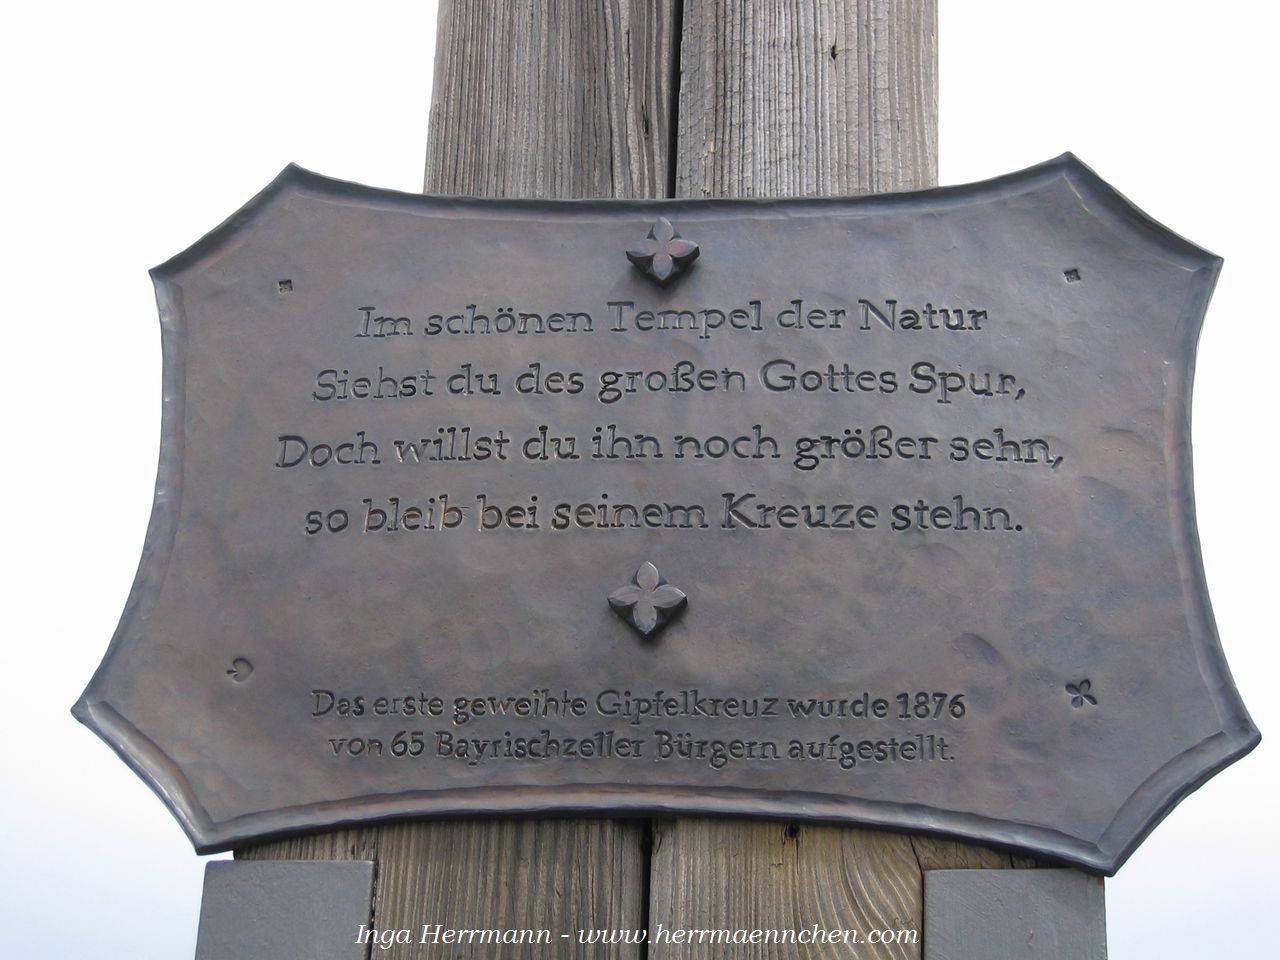 Im schönen Tempel der Natur
Siehst du des großen Gottes Spur,
Doch willst du ihn noch größer sehn,
so bleib bei seinem Kreuze stehn.
Das erste geweihte Gipfelkreuz wurde 1876
von 65 Bayrischzeller Bürgern aufgestellt.
Inga Herrmann - www.herrmaennchen.com